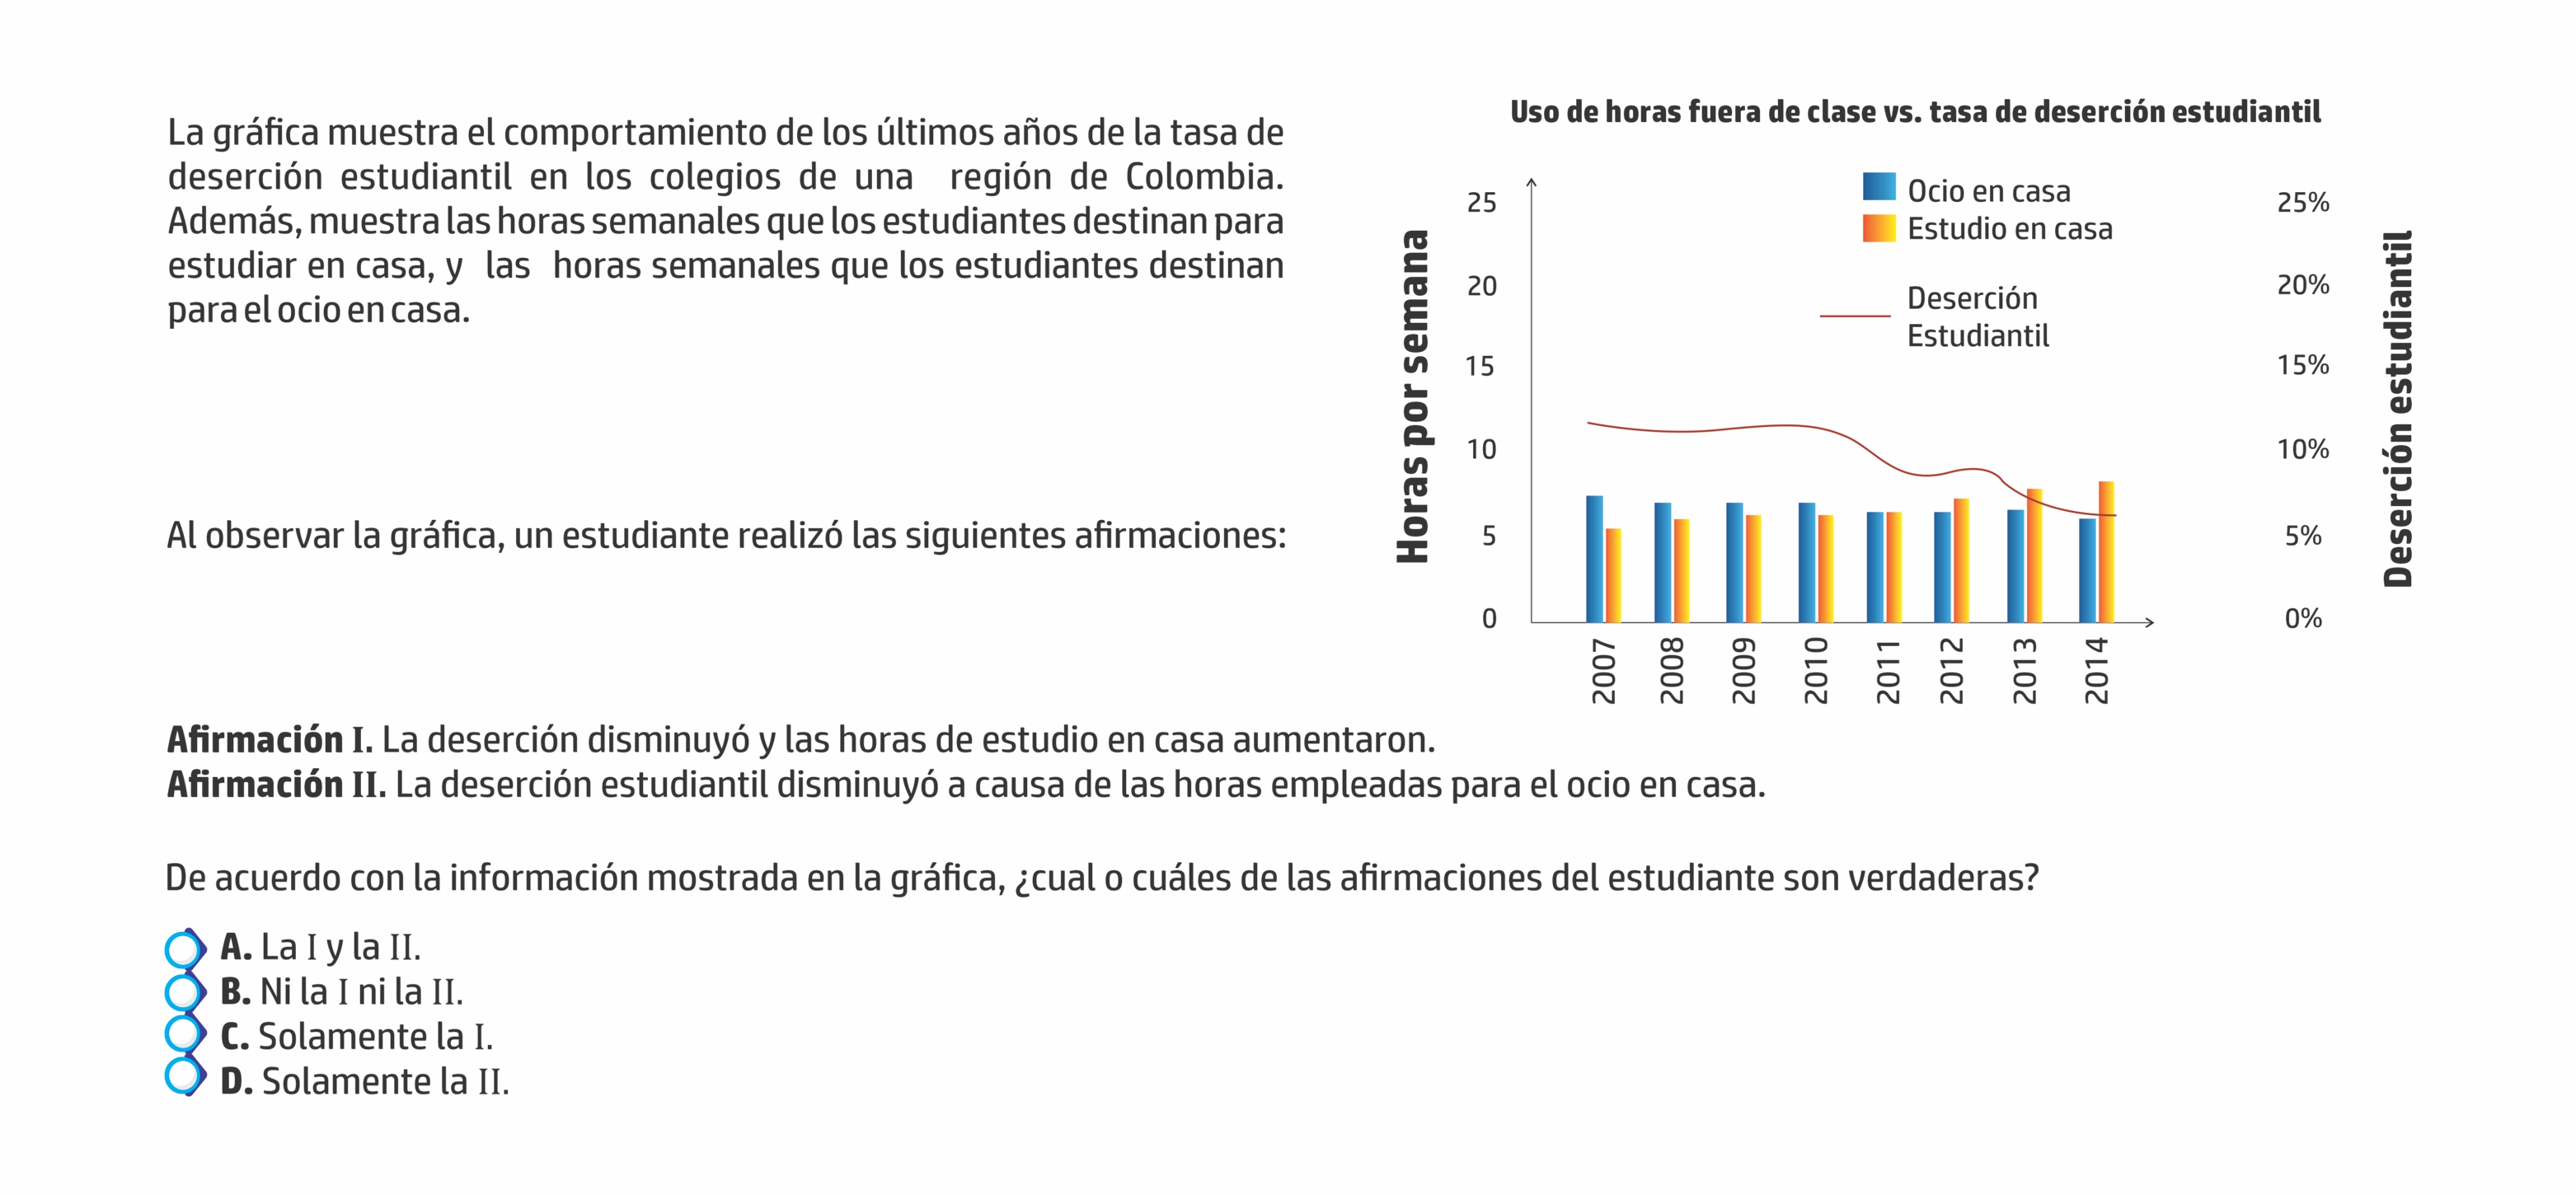 La gráfica muestra el comportamiento de los últimos años de la tasa de
deserción estudiantil en los colegios de una región de Colombia.
Además, muestra las horas semanales que los estudiantes destinan para
estudiar en casa, y las horas semanales que los estudiantes destinan
para el ocio en casa.
Al observar la gráfica, un estudiante realizó las siguientes afirmaciones:
Uso de horas fuera de clase vs. tasa de deserción estudiantil
Horas por semana
25
20
15
10
5
0
Ocio en casa
Estudio en casa
Deserción
Estudiantil
25%
20%
15%
10%
5%
0%
Deserción estudiantil
2007
2008
2009
2010
2011
2012
2013
2014
Afirmación I. La deserción disminuyó y las horas de estudio en casa aumentaron.
Afirmación II. La deserción estudiantil disminuyó a causa de las horas empleadas para el ocio en casa.
De acuerdo con la información mostrada en la gráfica, ¿cual o cuáles de las afirmaciones del estudiante son verdaderas?
A. La I y la II.
B. Ni la I ni la II.
C. Solamente la I.
D. Solamente la II.